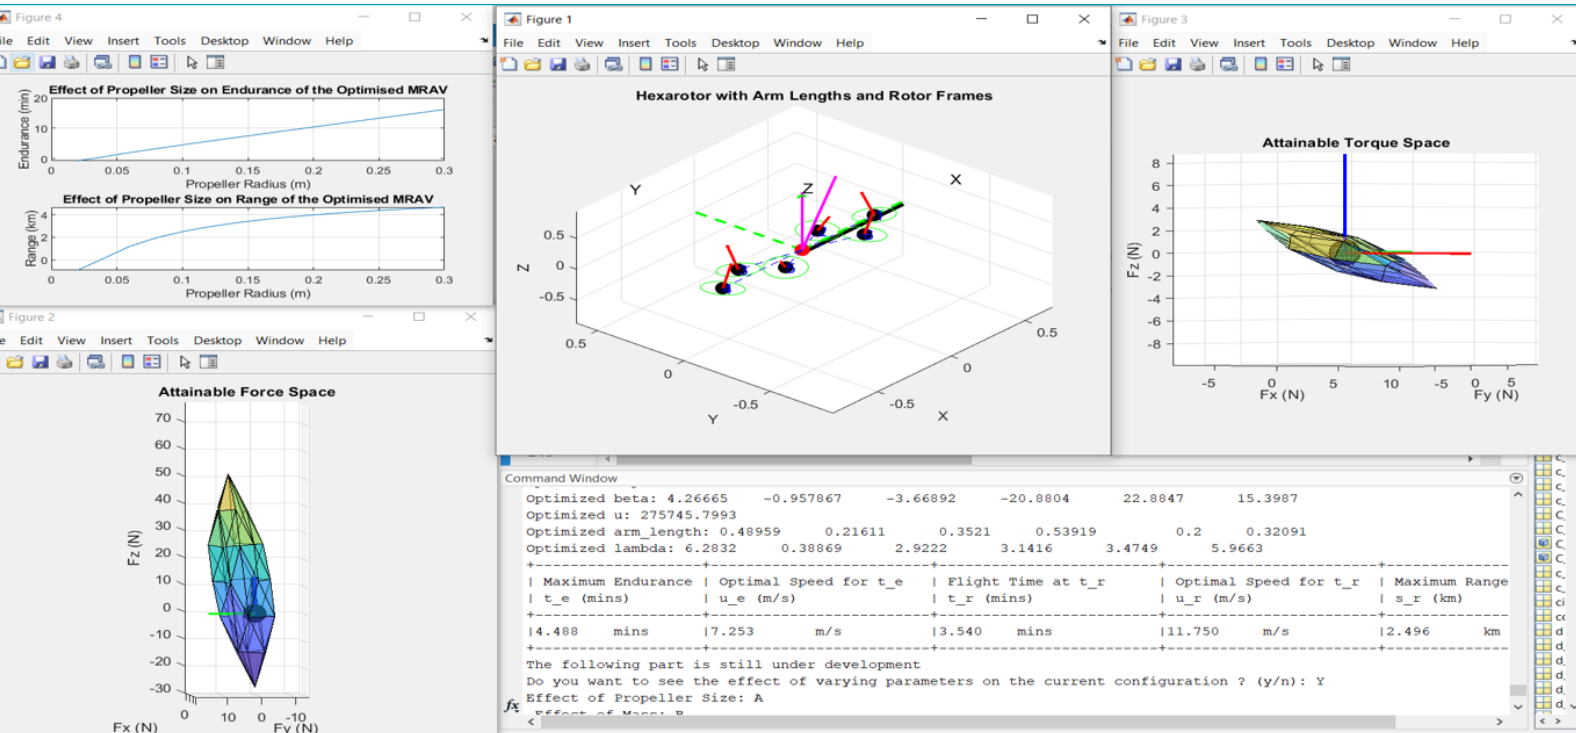 Figure 4
File Edit View Insert Tools Desktop Window Help
Effect of Propeller Size on Endurance of the Optimised MRAV
Endurance (min)
20
10
0
0 0.05 0.1 0.15 0.2 0.25 0.3
Propeller Radius (m)
Effect of Propeller Size on Range of the Optimised MRAV
Range (km)
4
2
0
0 0.05 0.1 0.15 0.2 0.25 0.3
Propeller Radius (m)
Figure 1
File Edit View Insert Tools Desktop Window Help
Hexarotor with Arm Lengths and Rotor Frames
Y
Z
X
Z
0.5
0
-0.5
0.5
0
-0.5
Y
0.5
0
-0.5
X
Figure 3
File Edit View Insert Tools Desktop Window Help
Attainable Torque Space
Fz (N)
8
6
4
2
0
-2
-4
-6
-8
-5 0 5 10 -5 0 5
Fx (N) Fy (N)
Figure 2
Edit View Insert Tools Desktop Window Help
Attainable Force Space
Fz (N)
70
60
50
40
30
20
10
0
-10
-20
-30
0 10 0 -10
Fx (N) Fy (N)
Command Window
Optimized beta: 4.26665 -0.957867 -3.66892 -20.8804 22.8847 15.3987
Optimized u: 275745.7993
Optimized arm_length: 0.48959 0.21611 0.3521 0.53919 0.2 0.32091
Optimized lambda: 6.2832 0.38869 2.9222 3.1416 3.4749 5.9663
| Maximum Endurance | Optimal Speed for t_e | Flight Time at t_r | Optimal Speed for t_r | Maximum Range
| t_e (mins) | u_e (m/s) | t_r (mins) | u_r (m/s) | s_r (km)
|4.488 mins |7.253 m/s |3.540 mins |11.750 m/s |2.496 km
The following part is still under development
Do you want to see the effect of varying parameters on the current configuration ? (y/n): Y
fx Effect of Propeller Size: A
Effect of Mass: B